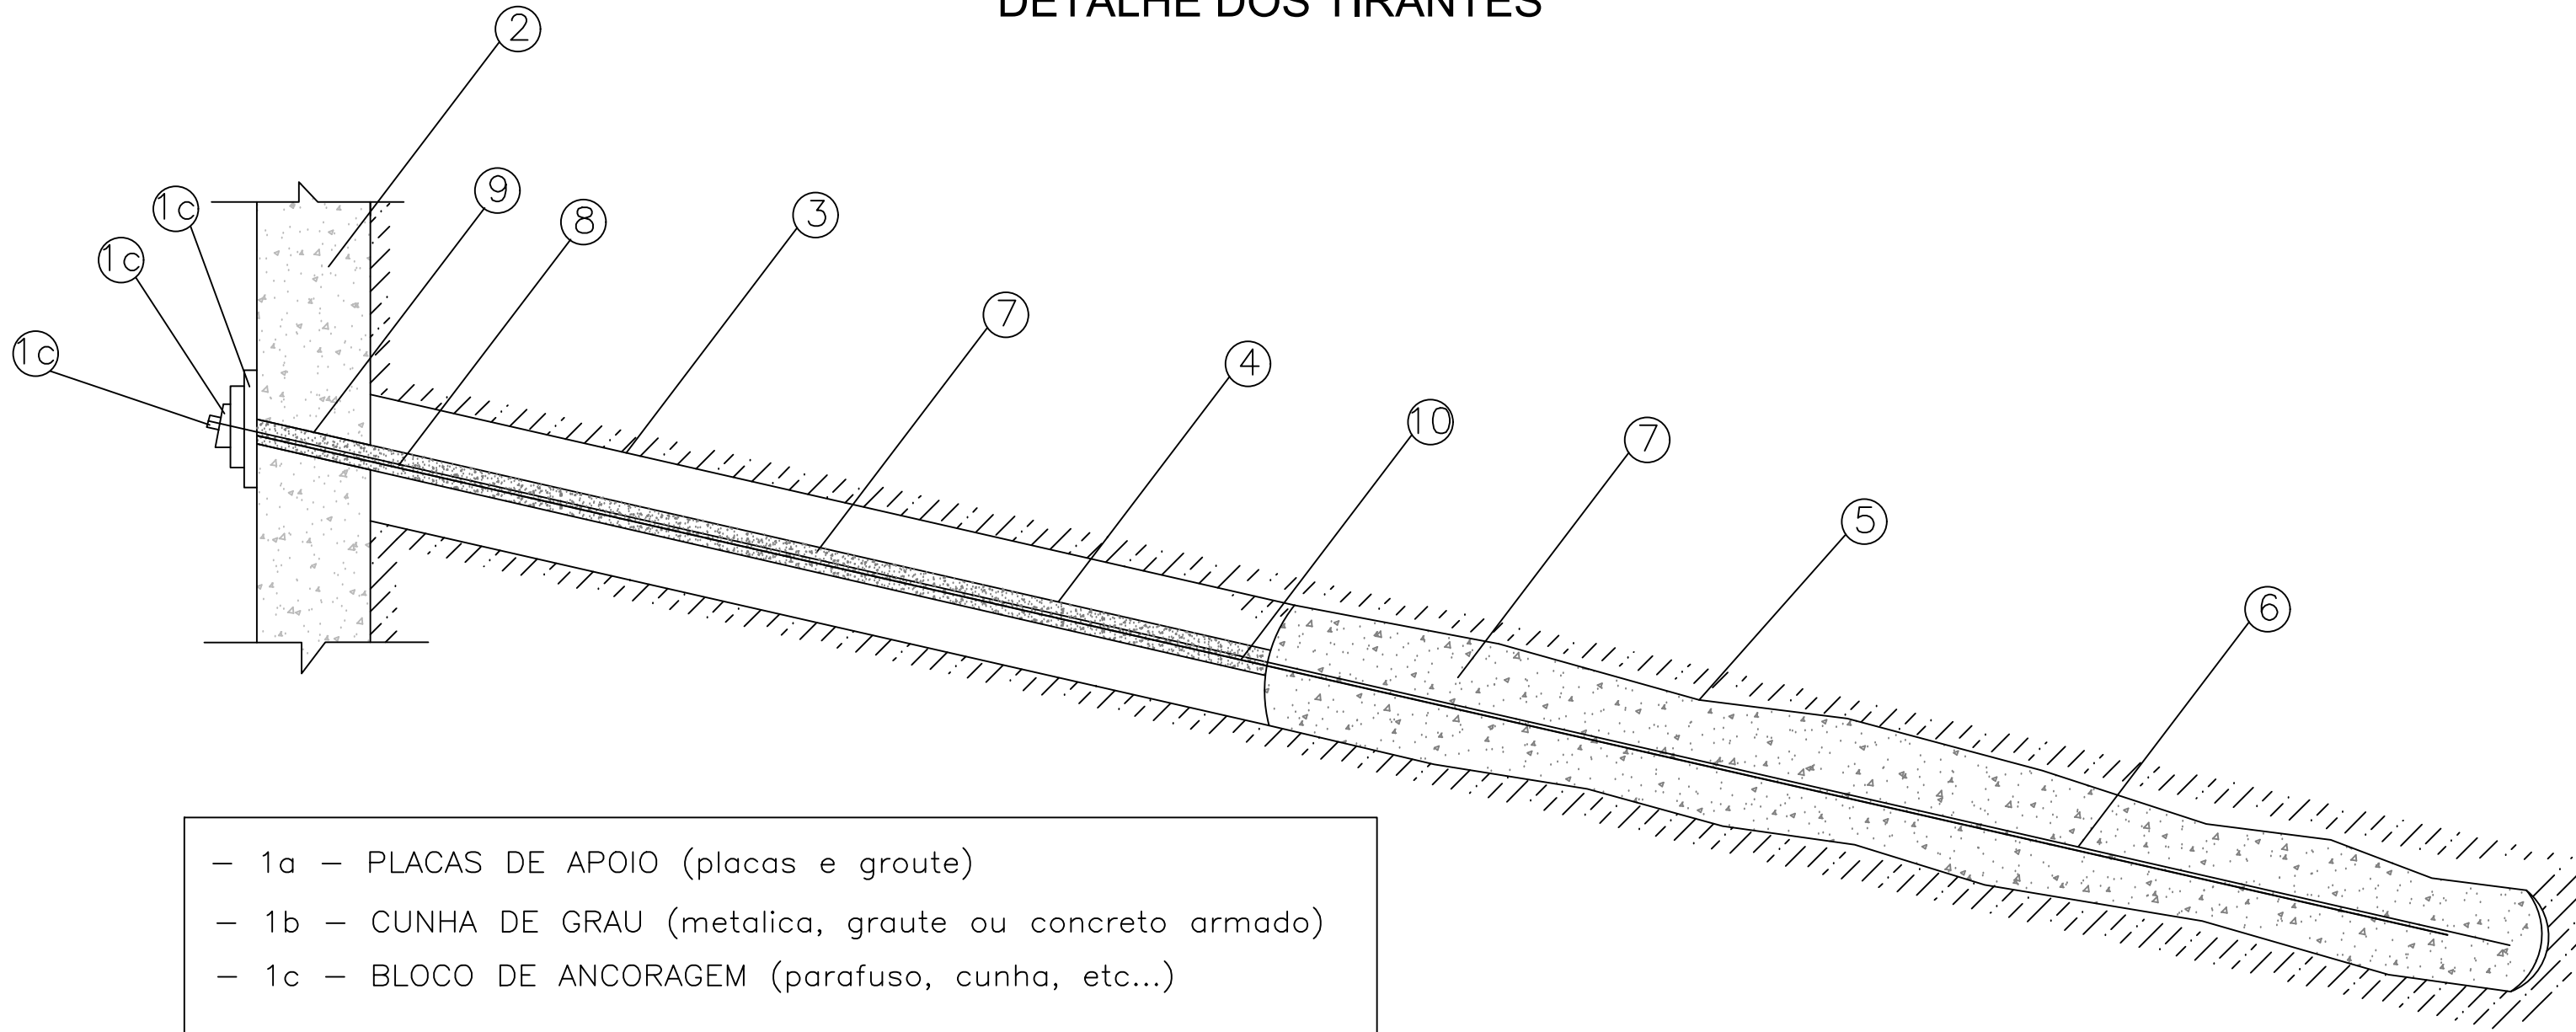 DETALHE DOS TIRANTES
2
9
1c
8
3
1c
7
1c
4
10
7
5
6
- 1a - PLACAS DE APOIO (placas e groute)
- 1b - CUNHA DE GRAU (metalica, graute ou concreto armado)
- 1c - BLOCO DE ANCORAGEM (parafuso, cunha, etc...)